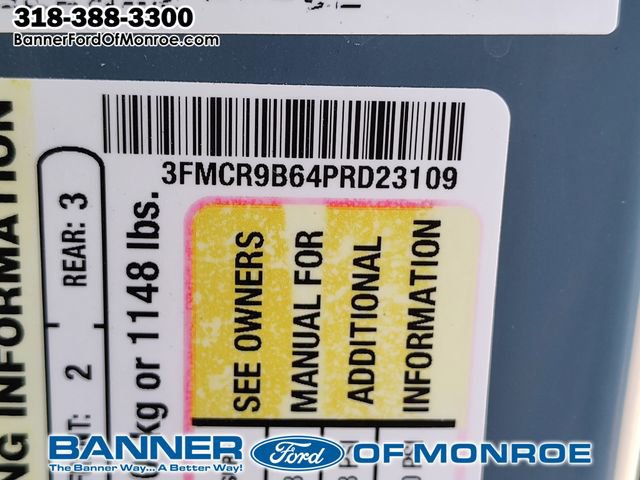 318-388-3300
BannerFordOfMonroe.com
3FMCR9B64PRD23109
NG INFORMATION
REAR: 3
2
kg or 1148 lbs.
SEE OWNERS
MANUAL FOR
ADDITIONAL
INFORMATION
BANNER Ford OF MONROE
The Banner Way... A Better Way!